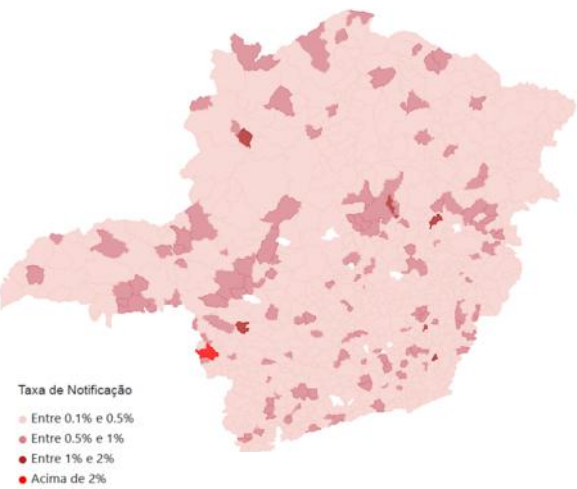 Taxa de Notificação
Entre 0.1% e 0.5%
Entre 0.5% e 1%
Entre 1% e 2%
Acima de 2%